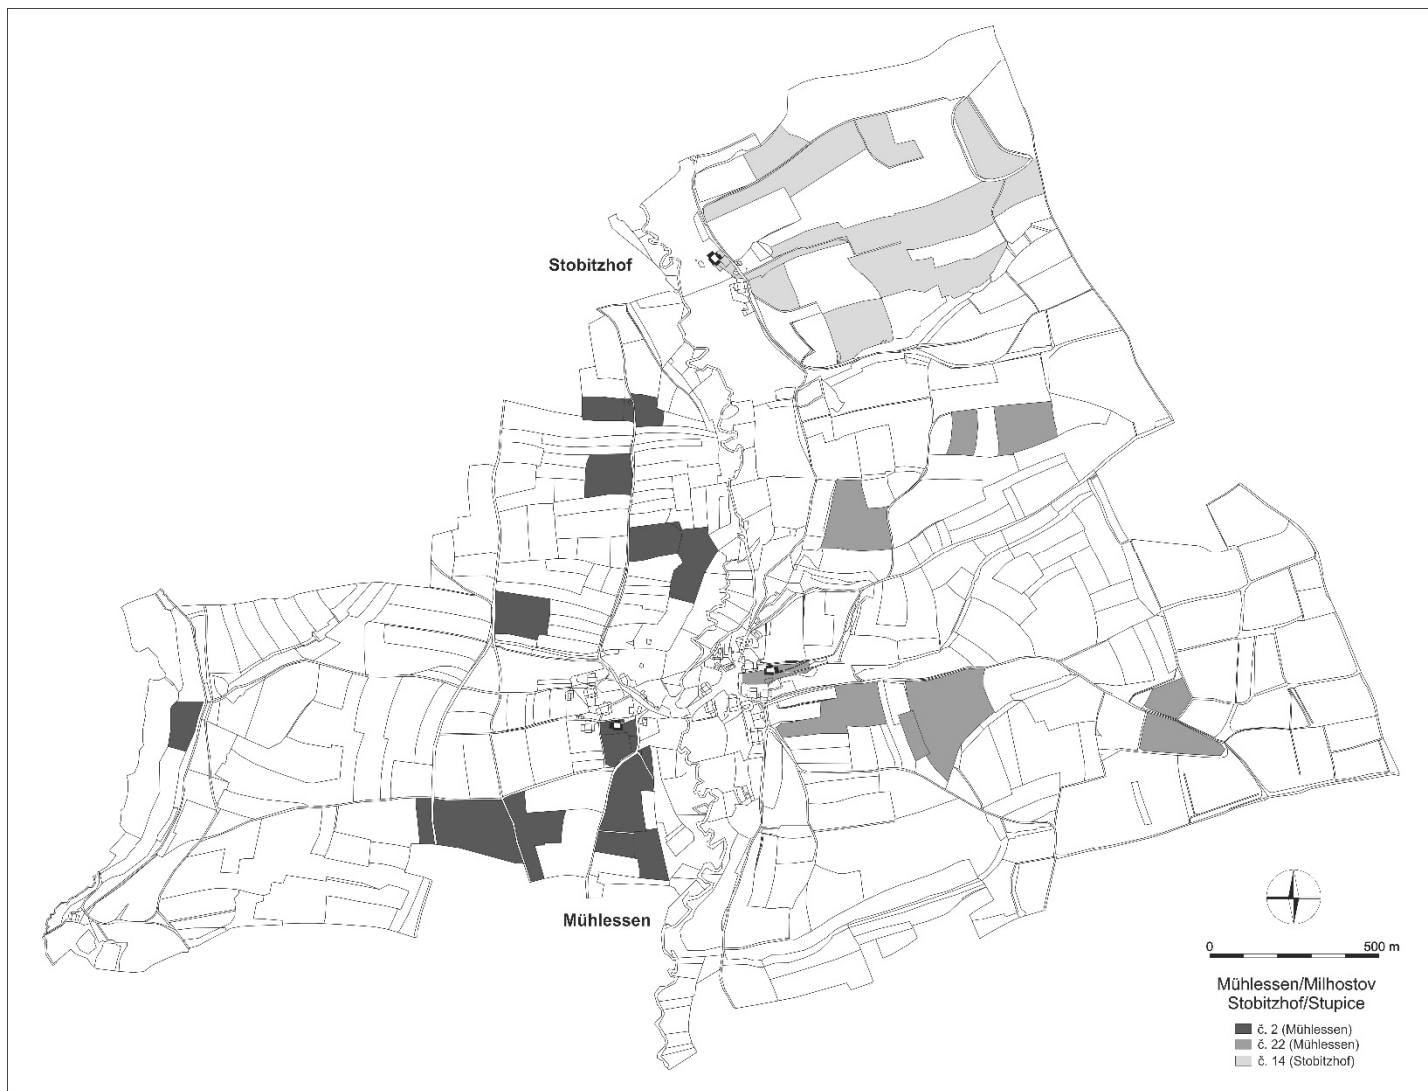 Stobitzhof
Mühlessen
0 500 m
Mühlessen/Milhostov
Stobitzhof/Stupice
č. 2 (Mühlessen)
č. 22 (Mühlessen)
č. 14 (Stobitzhof)